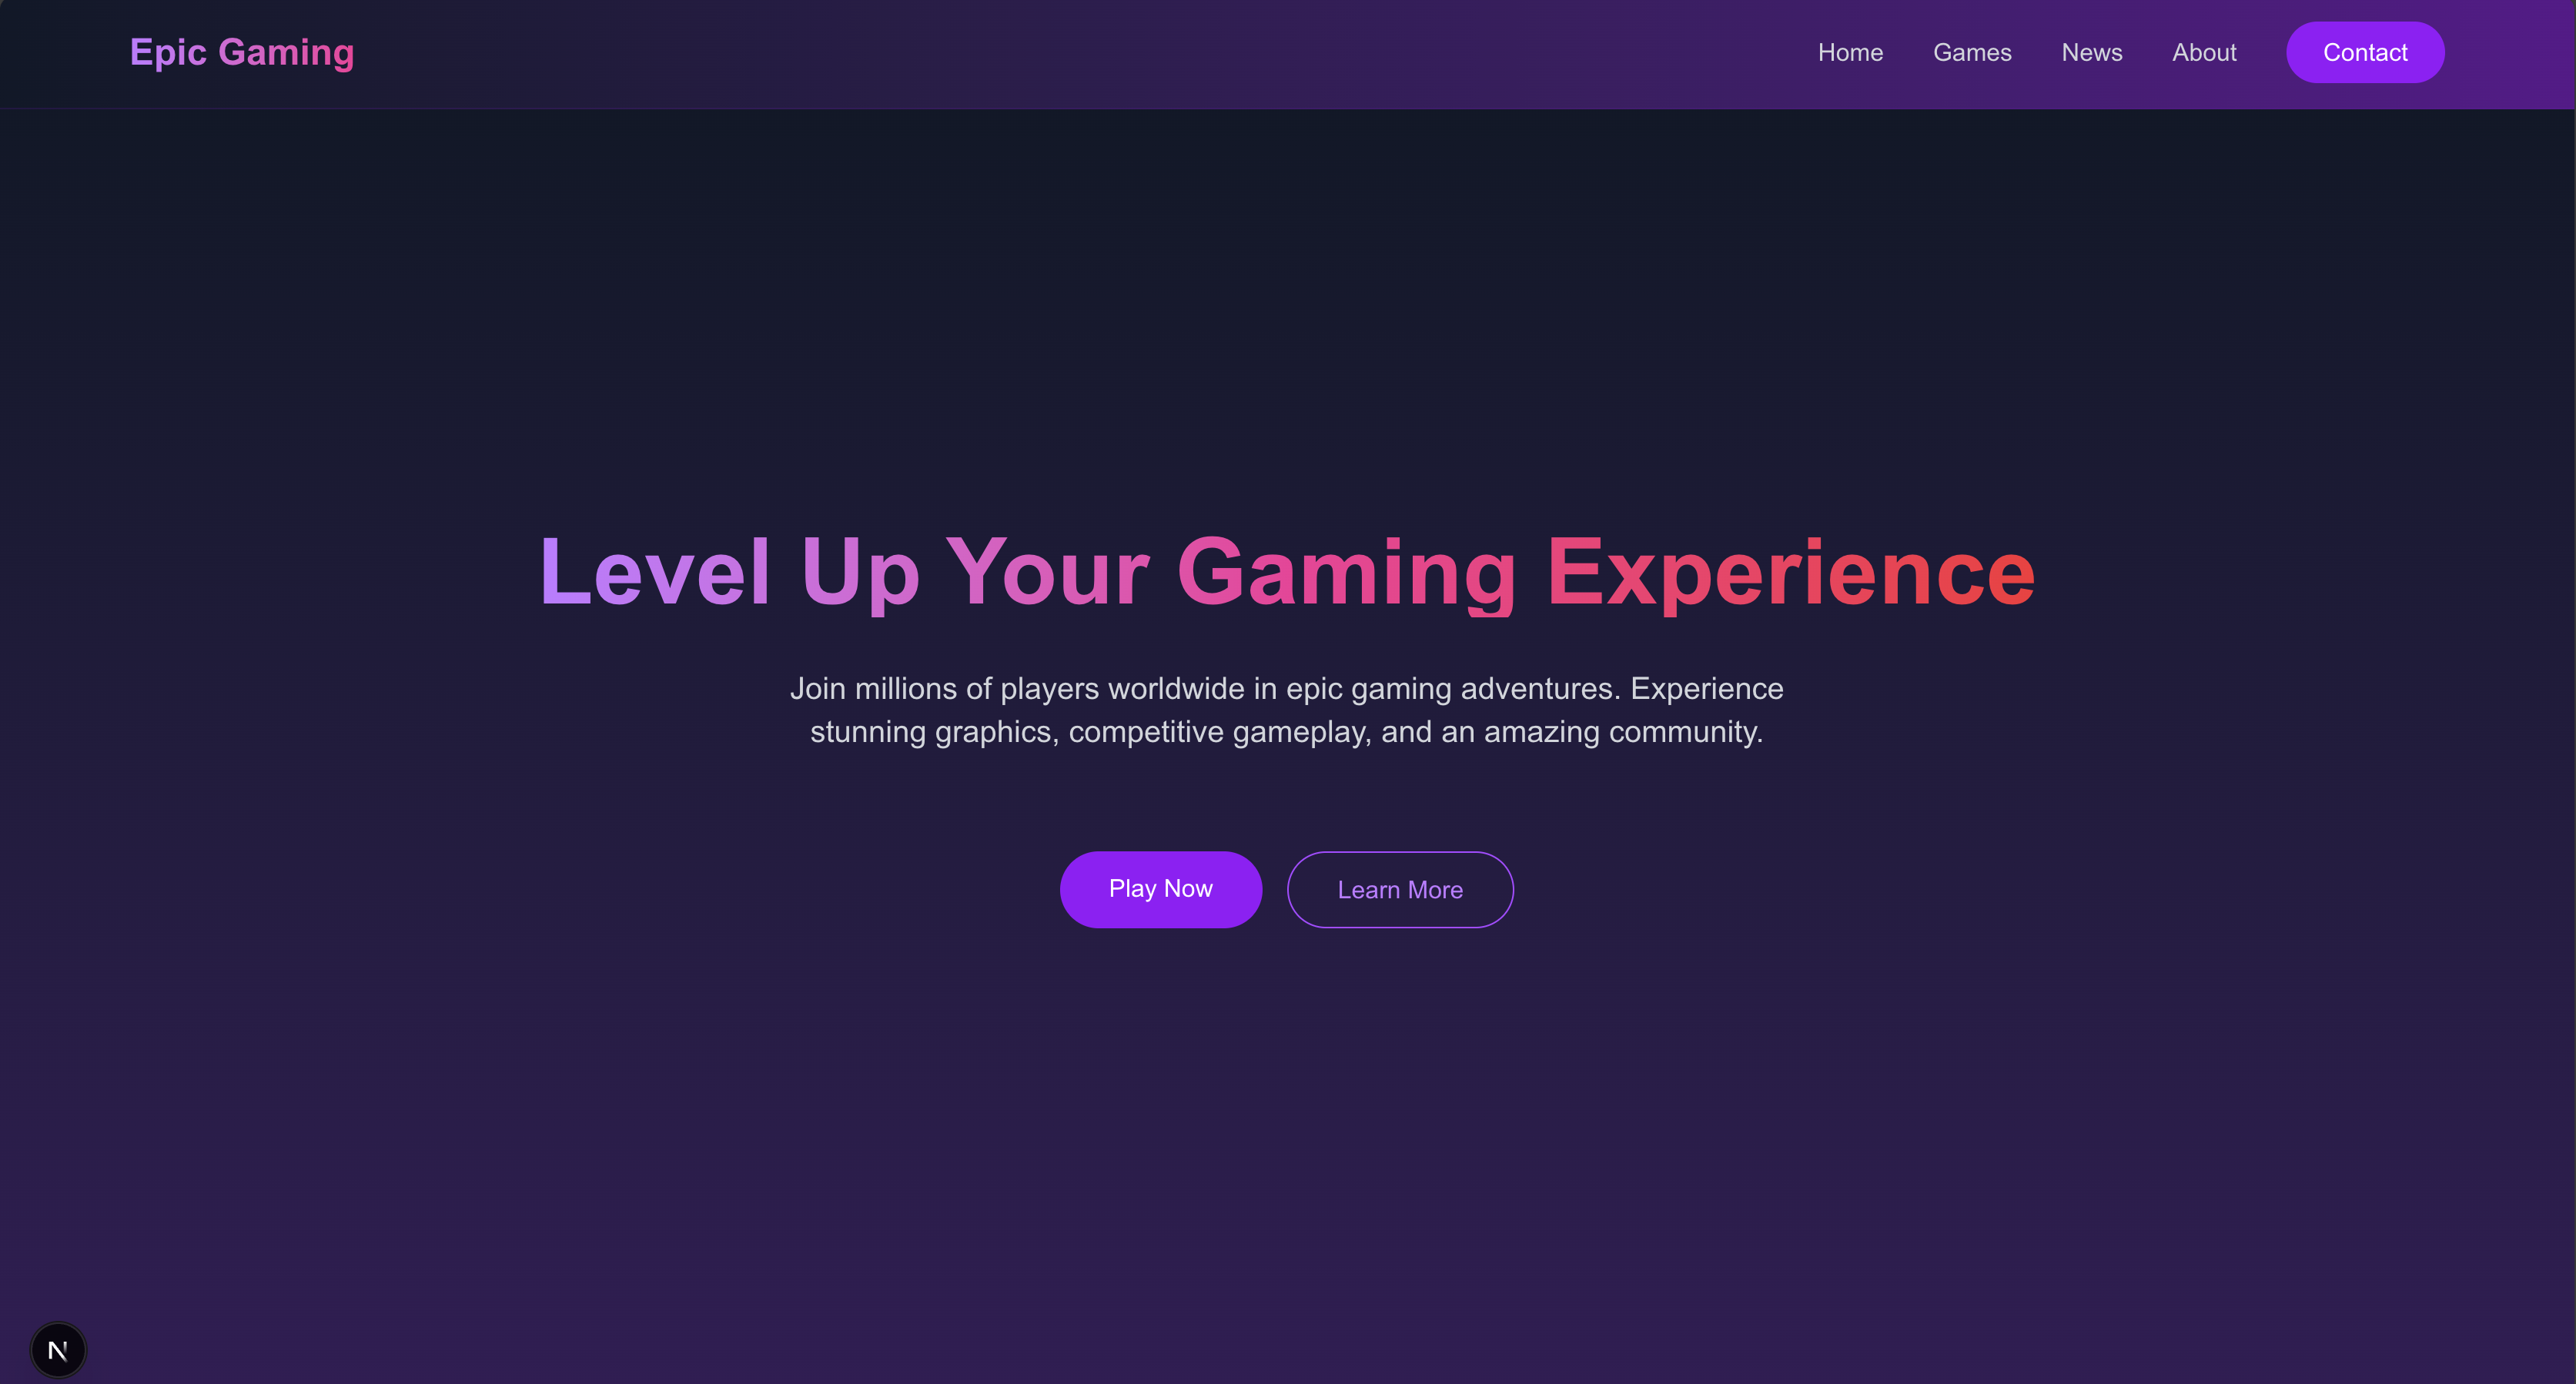 Epic Gaming
Home
Games
News
About
Contact
Level Up Your Gaming Experience
Join millions of players worldwide in epic gaming adventures. Experience
stunning graphics, competitive gameplay, and an amazing community.
Play Now
Learn More
N